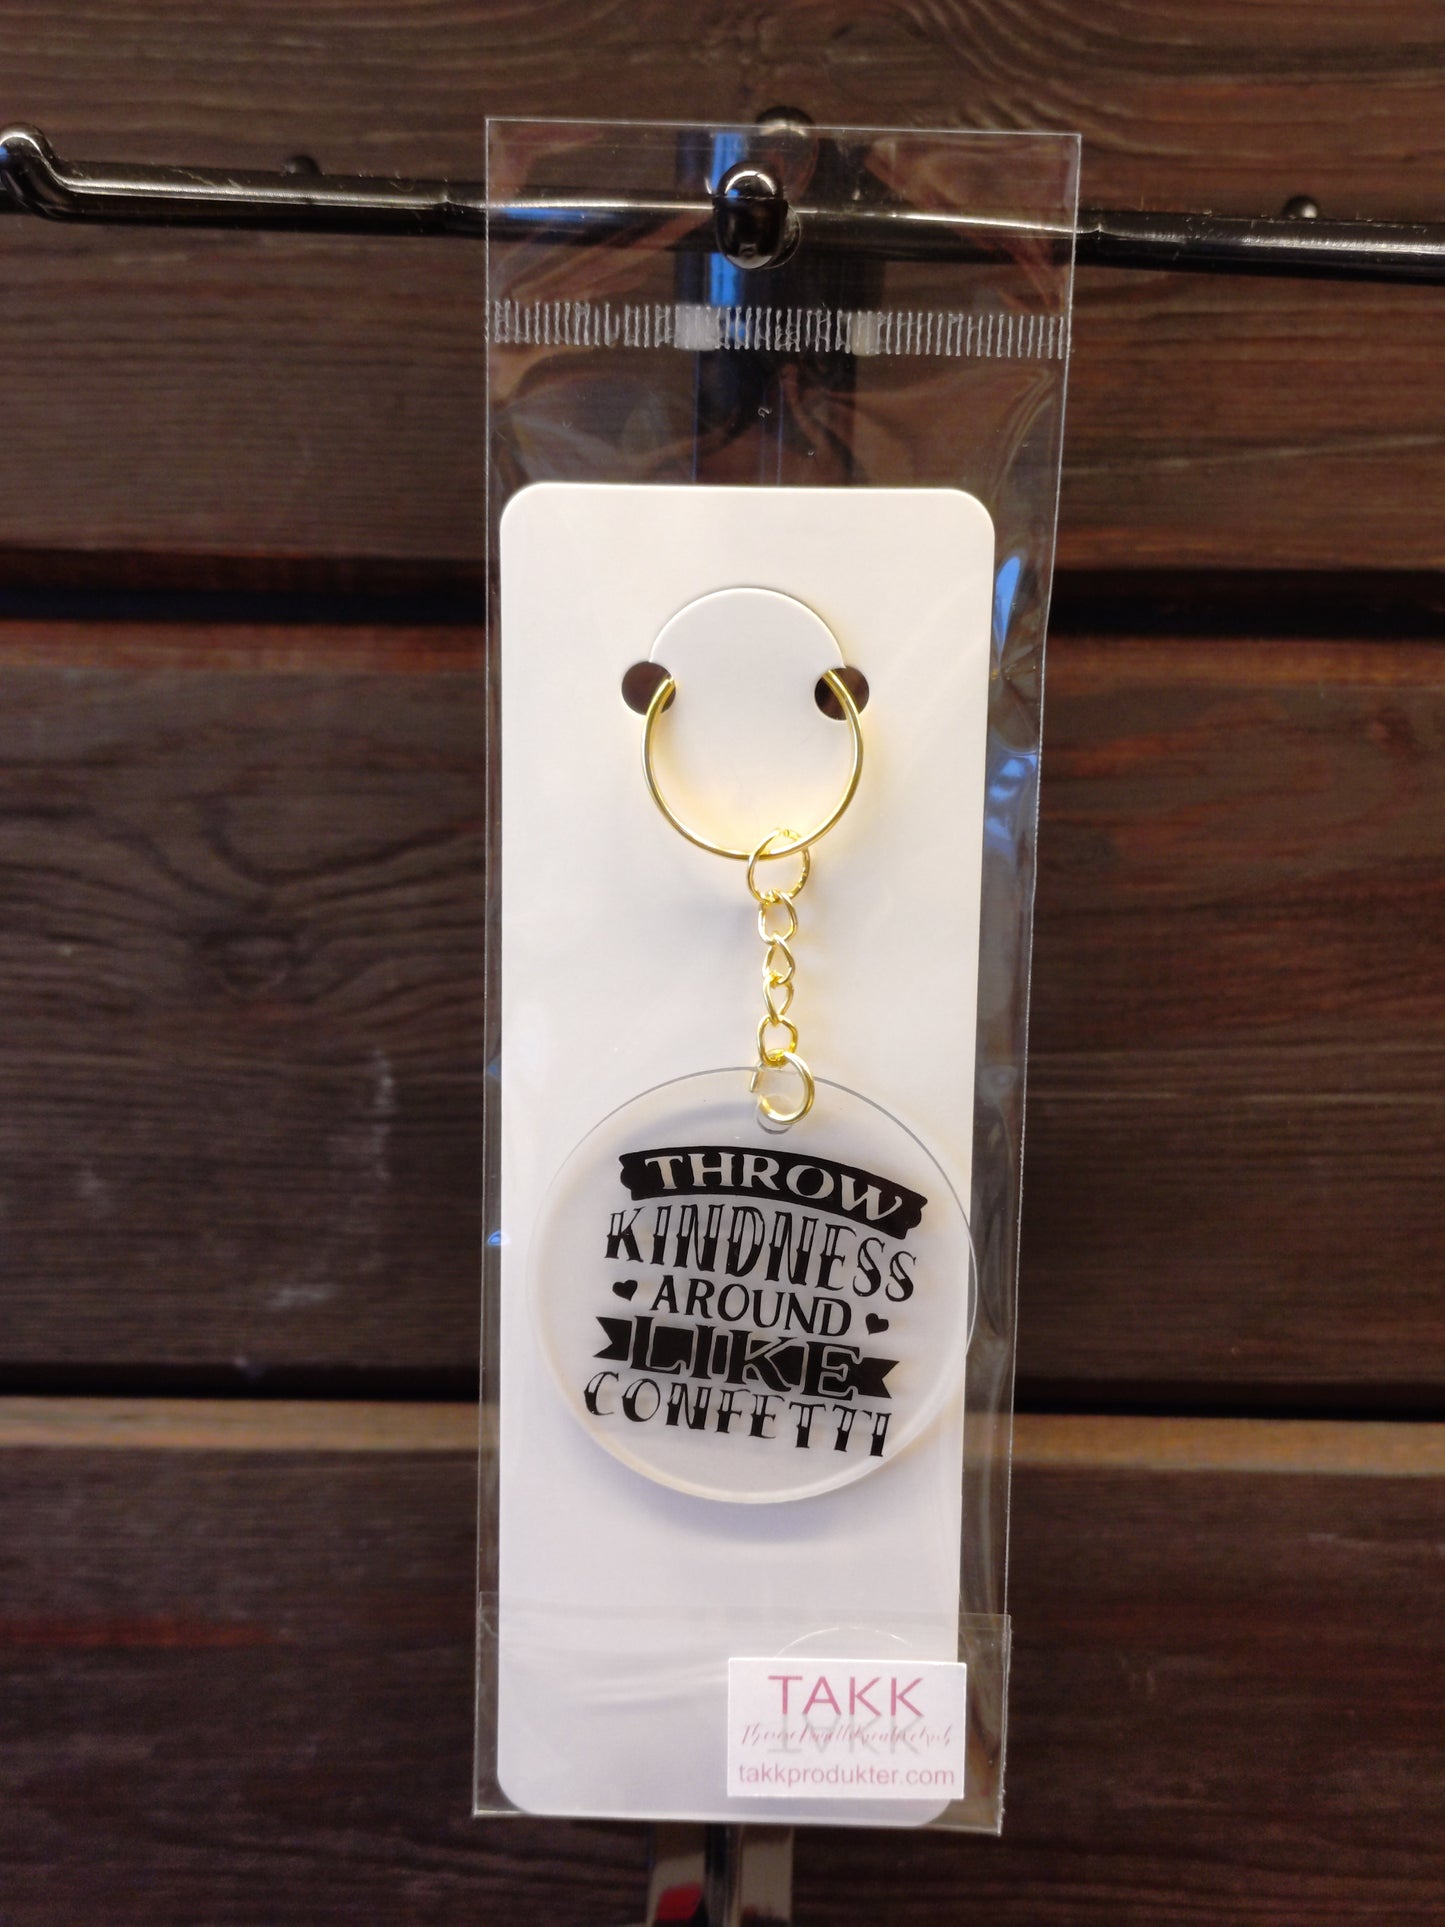 THROW
KINDNESS
AROUND
LIKE
CONFETTI
TAKK
takkprodukter.com